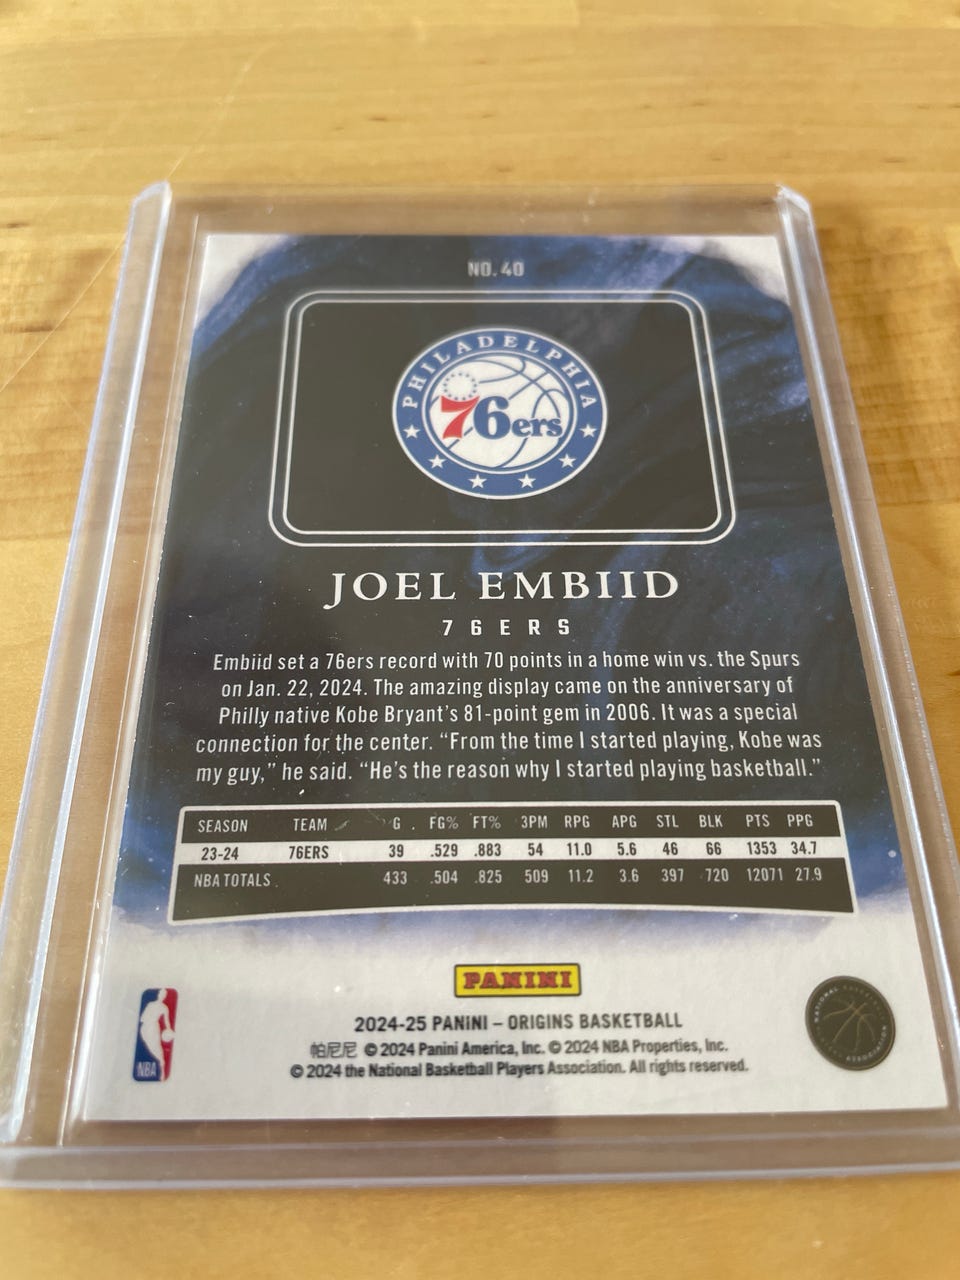 NO. 40
PHILADELPHIA
76ers
JOEL EMBIID
76ERS
Embiid set a 76ers record with 70 points in a home win vs. the Spurs
on Jan. 22, 2024. The amazing display came on the anniversary of
Philly native Kobe Bryant's 81-point gem in 2006. It was a special
connection for the center. “From the time I started playing, Kobe was
my guy,” he said. “He's the reason why I started playing basketball.”
SEASON TEAM G FG% FT% 3PM RPG APG STL BLK PTS PPG
23-24 76ERS 39 .529 .883 54 11.0 5.6 46 66 1353 34.7
NBA TOTALS 433 .504 .825 509 11.2 3.6 397 720 12071 27.9
PANINI
2024-25 PANINI – ORIGINS BASKETBALL
帕尼尼 © 2024 Panini America, Inc. © 2024 NBA Properties, Inc.
© 2024 the National Basketball Players Association. All rights reserved.
NBA
NATIONAL BASKETBALL
PLAYERS ASSOCIATION